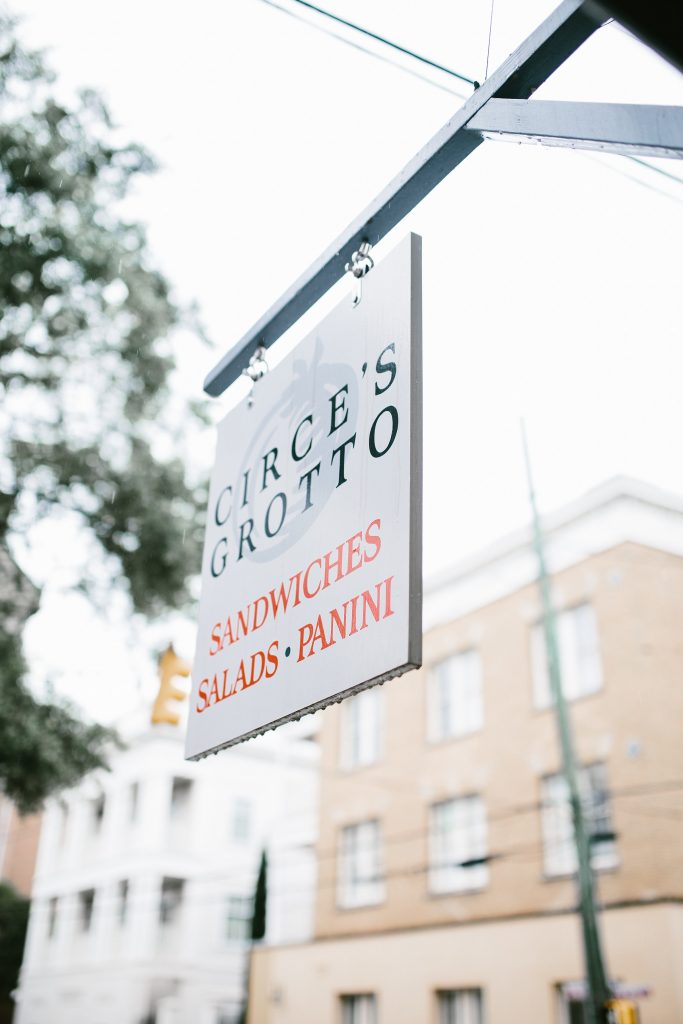 CIRCE'S
GROTTO
SANDWICHES
SALADS • PANINI